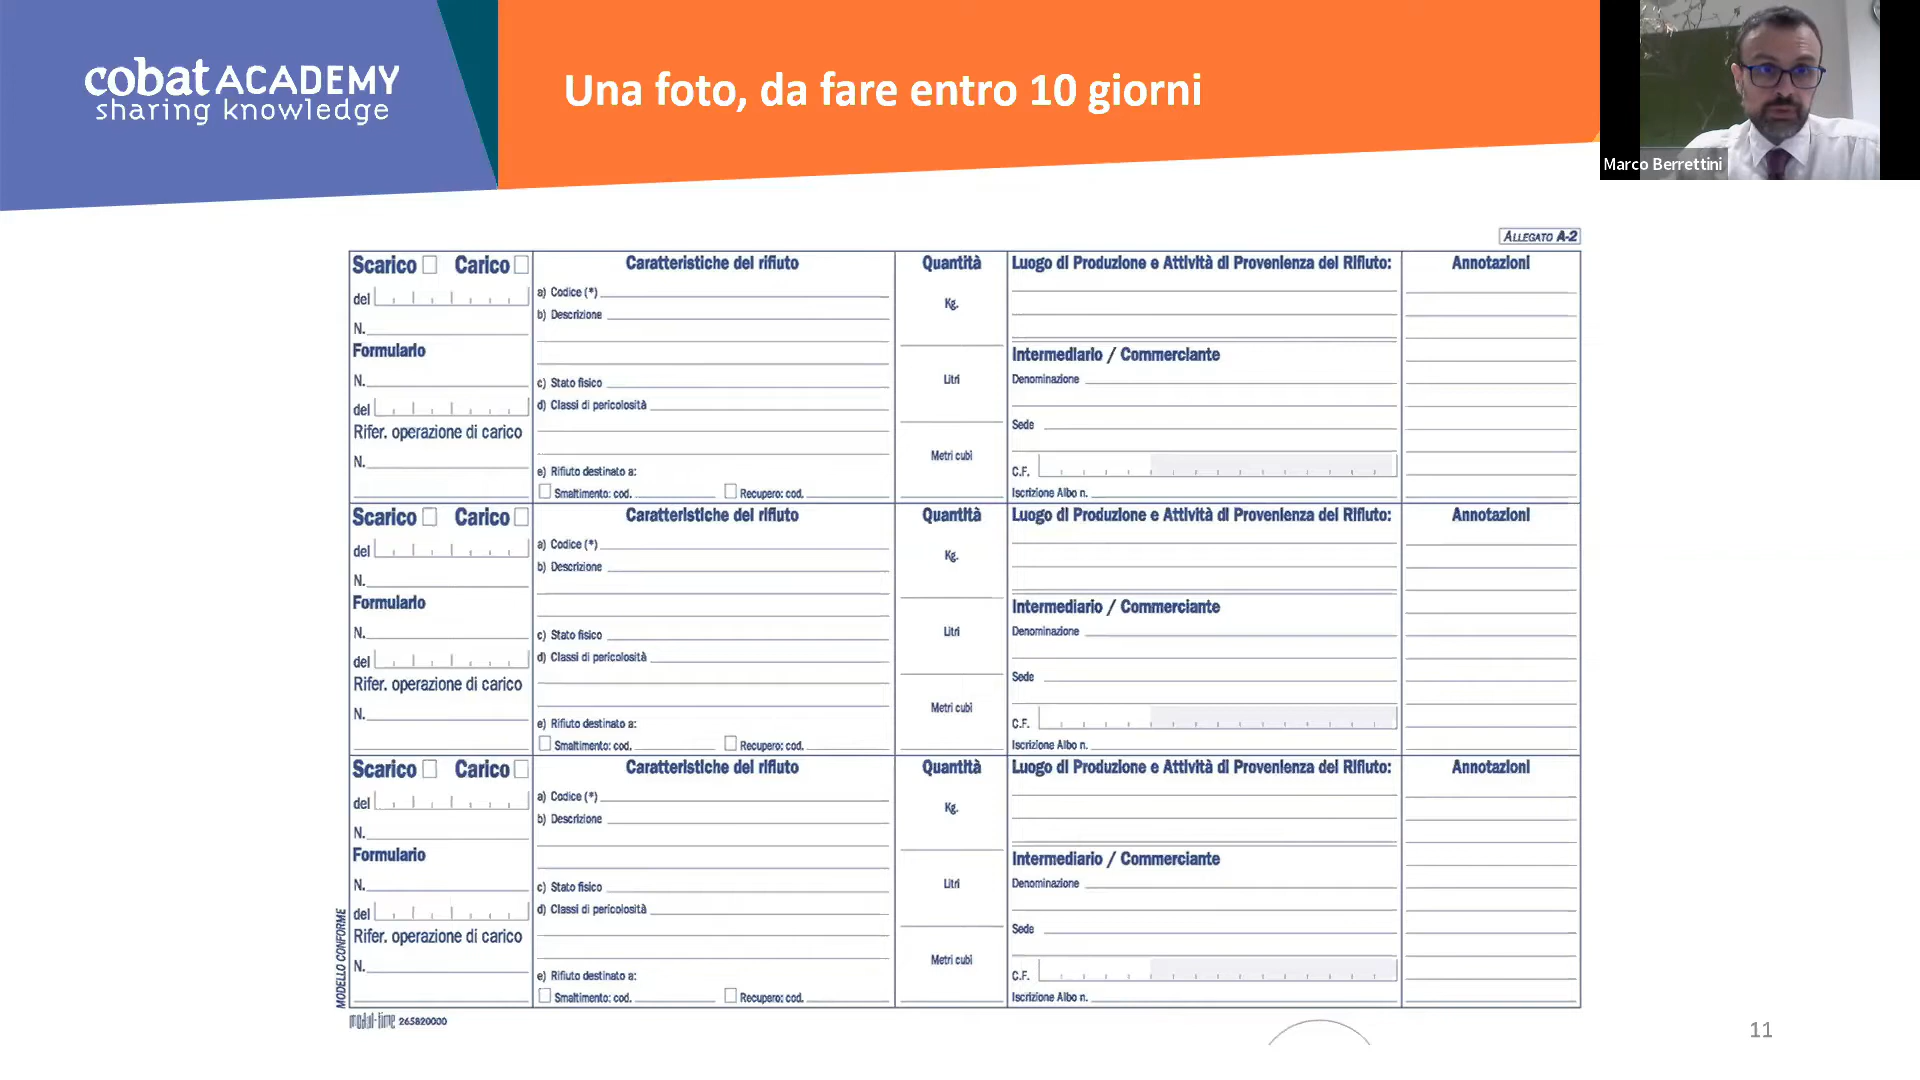 cobat ACADEMY
sharing knowledge
Una foto, da fare entro 10 giorni
Marco Berrettini
ALLEGATO A-2
Scarico Carico Caratteristiche del rifiuto Quantità Luogo di Produzione e Attività di Provenienza del Rifiuto: Annotazioni
del a) Codice (*) Kg.
N. b) Descrizione
Formulario Intermediario / Commerciante
N. c) Stato fisico Litri Denominazione
del d) Classi di pericolosità
Rifer. operazione di carico Sede
N. e) Rifiuto destinato a: Metri cubi C.F.
Smaltimento: cod. Recupero: cod. Iscrizione Albo n.
Scarico Carico Caratteristiche del rifiuto Quantità Luogo di Produzione e Attività di Provenienza del Rifiuto: Annotazioni
del a) Codice (*) Kg.
N. b) Descrizione
Formulario Intermediario / Commerciante
N. c) Stato fisico Litri Denominazione
del d) Classi di pericolosità
Rifer. operazione di carico Sede
N. e) Rifiuto destinato a: Metri cubi C.F.
Smaltimento: cod. Recupero: cod. Iscrizione Albo n.
Scarico Carico Caratteristiche del rifiuto Quantità Luogo di Produzione e Attività di Provenienza del Rifiuto: Annotazioni
del a) Codice (*) Kg.
N. b) Descrizione
Formulario Intermediario / Commerciante
N. c) Stato fisico Litri Denominazione
del d) Classi di pericolosità
Rifer. operazione di carico Sede
N. e) Rifiuto destinato a: Metri cubi C.F.
Smaltimento: cod. Recupero: cod. Iscrizione Albo n.
MODELLO CONFORME
modul-time 265820000
11